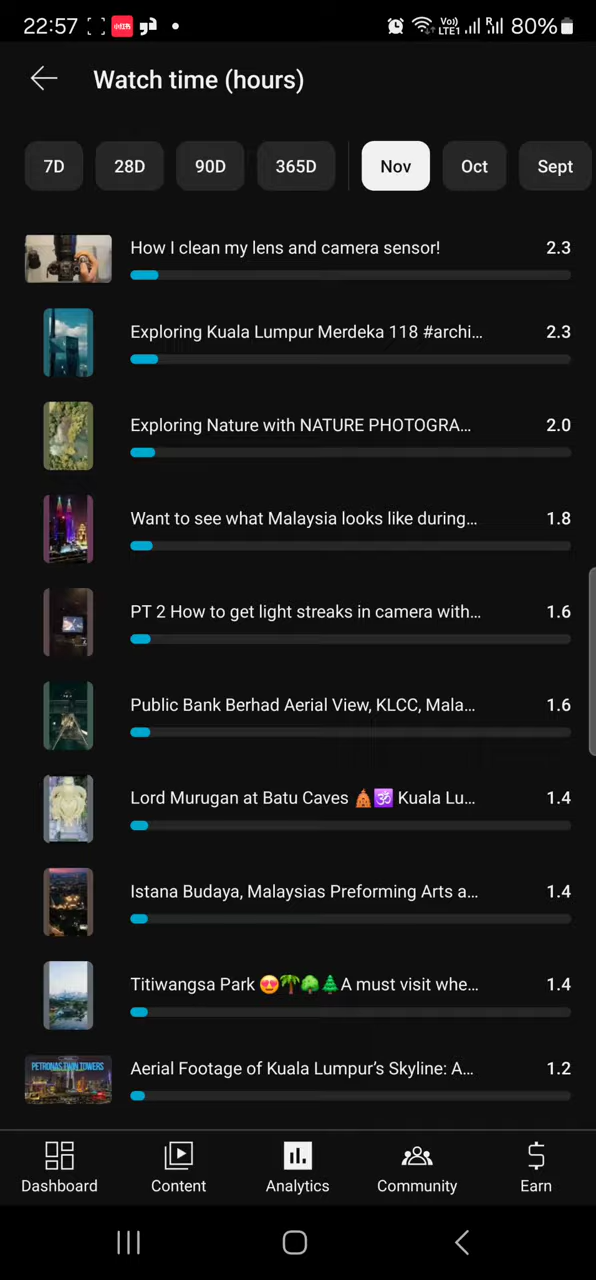 22:57 小红书 Vo) LTE1 R 80%
Watch time (hours)
7D 28D 90D 365D Nov Oct Sept
How I clean my lens and camera sensor! 2.3
Exploring Kuala Lumpur Merdeka 118 #archi... 2.3
Exploring Nature with NATURE PHOTOGRA... 2.0
Want to see what Malaysia looks like during... 1.8
PT 2 How to get light streaks in camera with... 1.6
Public Bank Berhad Aerial View, KLCC, Mala... 1.6
Lord Murugan at Batu Caves 🛕🕉️ Kuala Lu... 1.4
Istana Budaya, Malaysias Preforming Arts a... 1.4
Titiwangsa Park 😍🌴🌳🌲A must visit whe... 1.4
PETRONAS TWIN TOWERS
Aerial Footage of Kuala Lumpur’s Skyline: A... 1.2
Dashboard Content Analytics Community Earn